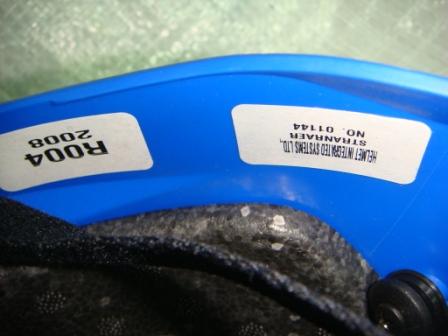 R004
2008
HELMET INTEGRATED SYSTEMS LTD.,
STRANRAER
NO. 01144